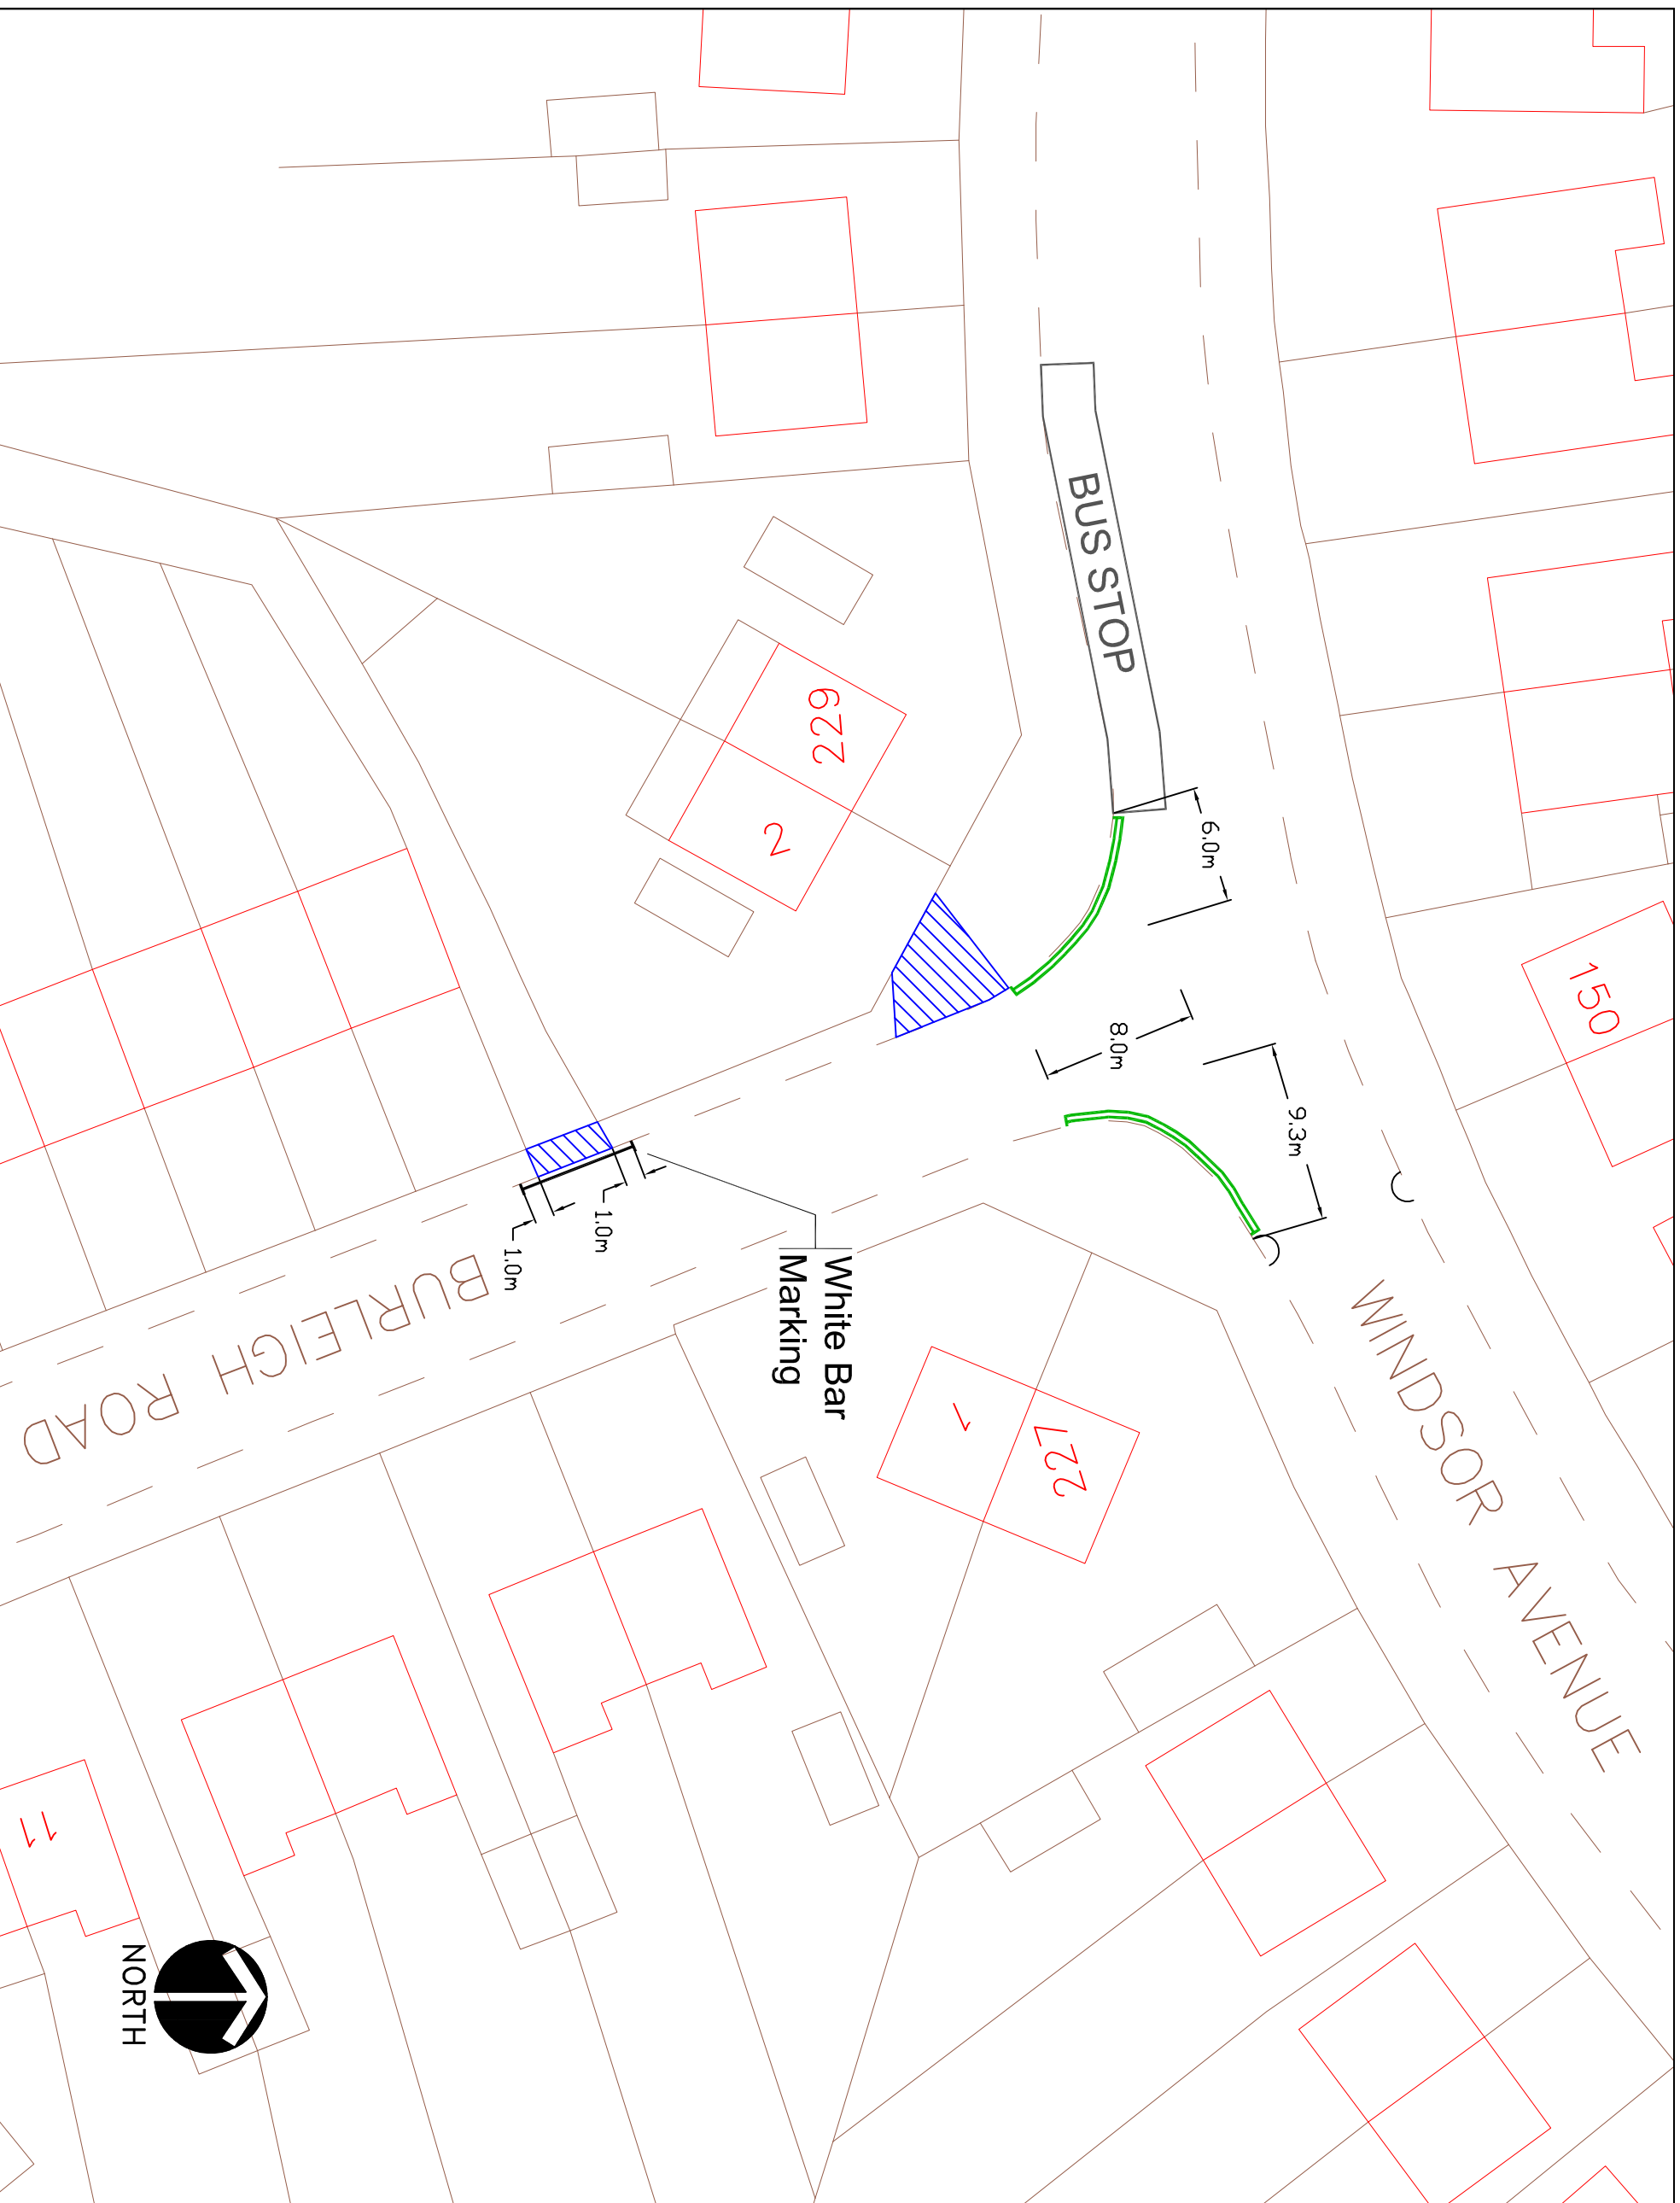 BUS STOP
229
2
6.0m
8.0m
9.3m
150
1.0m
1.0m
White Bar
Marking
BURLEIGH ROAD
WINDSOR AVENUE
1
227
11
NORTH